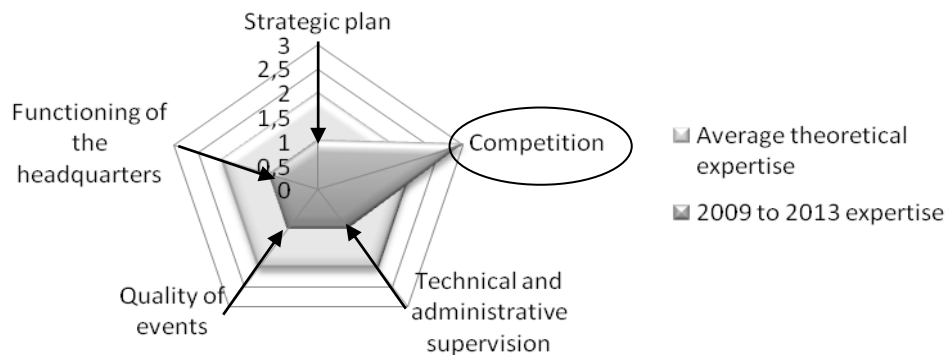 Strategic plan
3
2,5
2
1,5
1
0,5
0
Functioning of
the
headquarters
Competition
Quality of
events
Technical and
administrative
supervision
Average theoretical
expertise
2009 to 2013 expertise